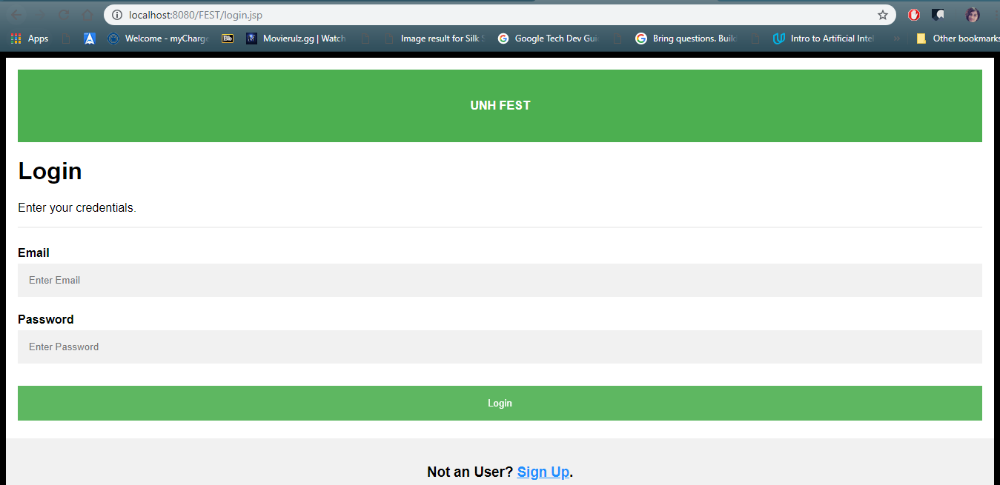 localhost:8080/FEST/login.jsp
Apps Welcome - myCharge Bb Movierulz.gg | Watch Image result for Silk Google Tech Dev Gui Bring questions. Build Intro to Artificial Intel » Other bookmarks
UNH FEST
Login
Enter your credentials.
Email
Enter Email
Password
Enter Password
Login
Not an User? Sign Up.